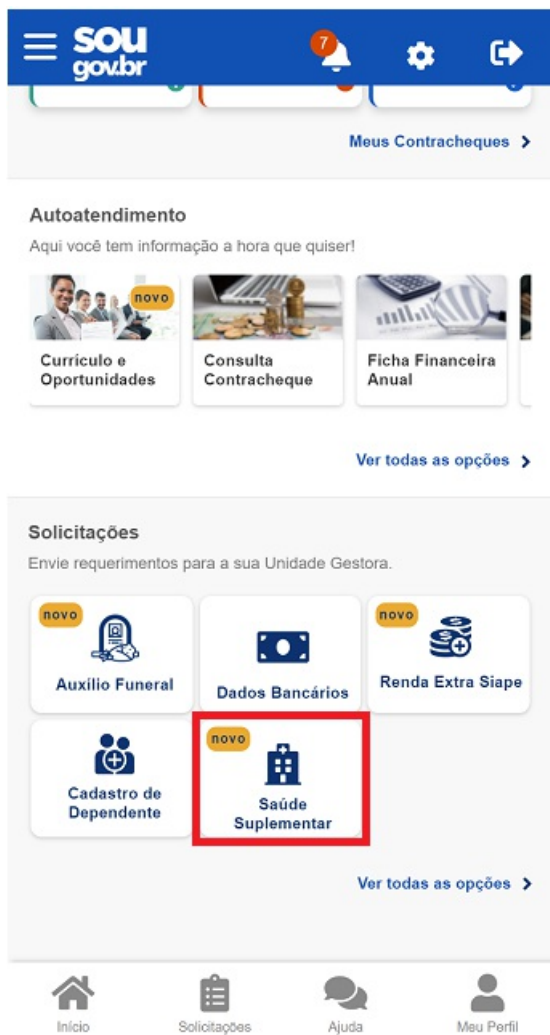 7
sou
gov.br
Meus Contracheques
Autoatendimento
Aqui você tem informação a hora que quiser!
novo
Currículo e
Oportunidades
Consulta
Contracheque
Ficha Financeira
Anual
Ver todas as opções
Solicitações
Envie requerimentos para a sua Unidade Gestora.
novo
Auxílio Funeral
Dados Bancários
novo
Renda Extra Siape
Cadastro de
Dependente
novo
Saúde
Suplementar
Ver todas as opções
Início
Solicitações
Ajuda
Meu Perfil